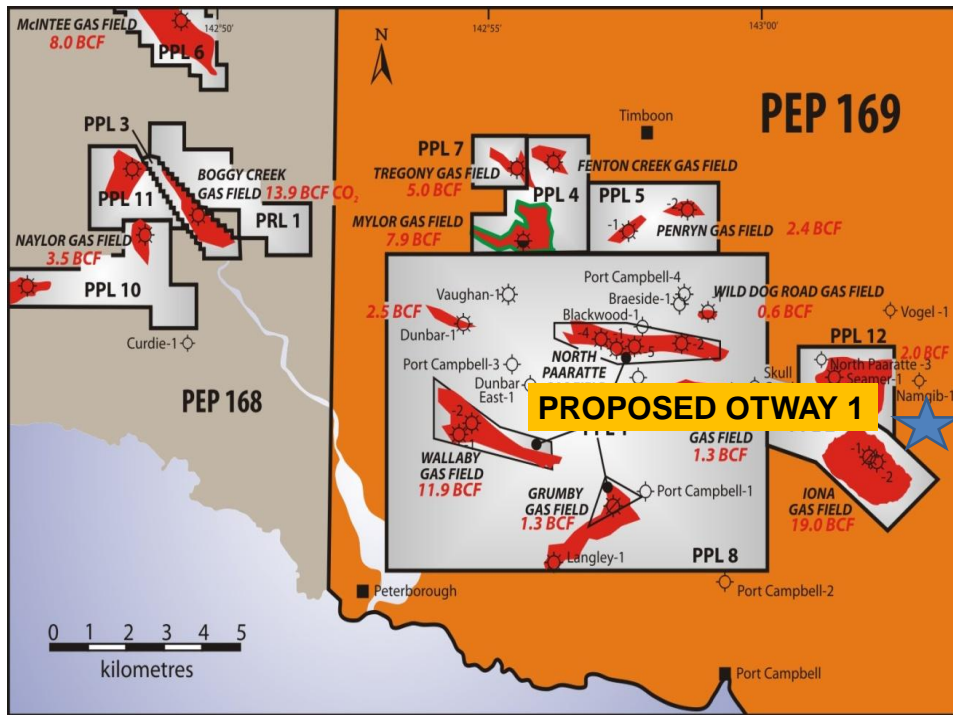 McINTEE GAS FIELD
8.0 BCF
PPL 6
142°50'
142°55'
143°00'
N
PEP 169
Timboon
PPL 3
PPL 11
BOGGY CREEK
GAS FIELD 13.9 BCF CO2
PRL 1
NAYLOR GAS FIELD
3.5 BCF
PPL 10
Curdie-1
PEP 168
PPL 7
TREGONY GAS FIELD
5.0 BCF
FENTON CREEK GAS FIELD
PPL 4
PPL 5
MYLOR GAS FIELD
7.9 BCF
-1
-2
PENRYN GAS FIELD
2.4 BCF
Port Campbell-4
Vaughan-1
Braeside-1
WILD DOG ROAD GAS FIELD
0.6 BCF
Vogel -1
2.5 BCF
Dunbar-1
Blackwood-1
-4
-1
-5
-2
PPL 12
2.0 BCF
Port Campbell-3
NORTH
PAARATTE
Dunbar
East-1
Skull
North Paaratte -3
Seamer-1
Namgib-1
PROPOSED OTWAY 1
GAS FIELD
1.3 BCF
-2
-1
WALLABY
GAS FIELD
11.9 BCF
-1
-2
IONA
GAS FIELD
19.0 BCF
GRUMBY
GAS FIELD
1.3 BCF
Port Campbell-1
Langley-1
PPL 8
Peterborough
Port Campbell-2
Port Campbell
0 1 2 3 4 5
kilometres